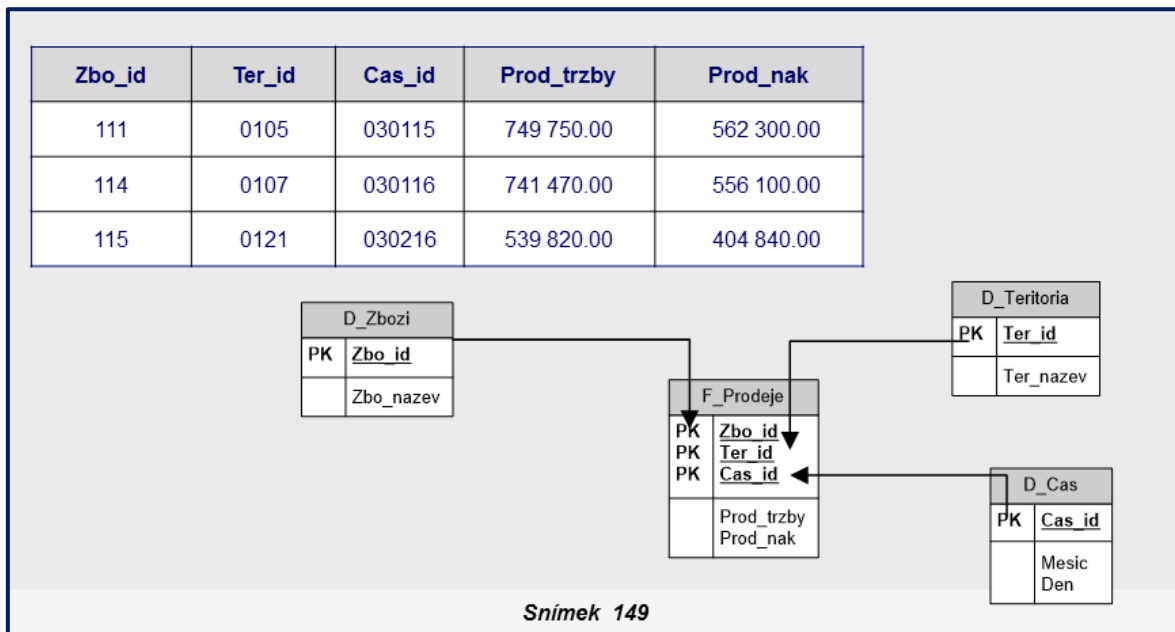 Zbo_id Ter_id Cas_id Prod_trzby Prod_nak
111 0105 030115 749 750.00 562 300.00
114 0107 030116 741 470.00 556 100.00
115 0121 030216 539 820.00 404 840.00
D_Zbozi
PK Zbo_id
Zbo_nazev
D_Teritoria
PK Ter_id
Ter_nazev
F_Prodeje
PK Zbo_id
PK Ter_id
PK Cas_id
Prod_trzby
Prod_nak
D_Cas
PK Cas_id
Mesic
Den
Snímek 149